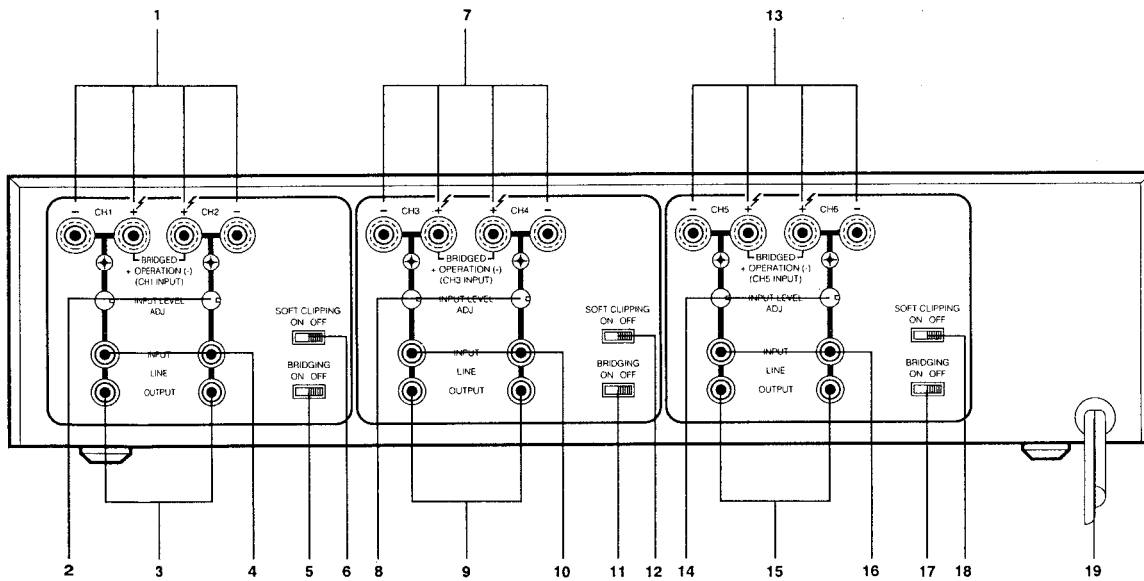 1 7 13
− CH1 + + CH2 −
BRIDGED
+ OPERATION (-)
(CH1 INPUT)
INPUT LEVEL
ADJ
SOFT CLIPPING
ON OFF
INPUT
LINE
OUTPUT
BRIDGING
ON OFF
− CH3 + + CH4 −
BRIDGED
+ OPERATION (-)
(CH3 INPUT)
INPUT LEVEL
ADJ
SOFT CLIPPING
ON OFF
INPUT
LINE
OUTPUT
BRIDGING
ON OFF
− CH5 + + CH6 −
BRIDGED
+ OPERATION (-)
(CH5 INPUT)
INPUT LEVEL
ADJ
SOFT CLIPPING
ON OFF
INPUT
LINE
OUTPUT
BRIDGING
ON OFF
2 3 4 5 6 8 9 10 11 12 14 15 16 17 18 19